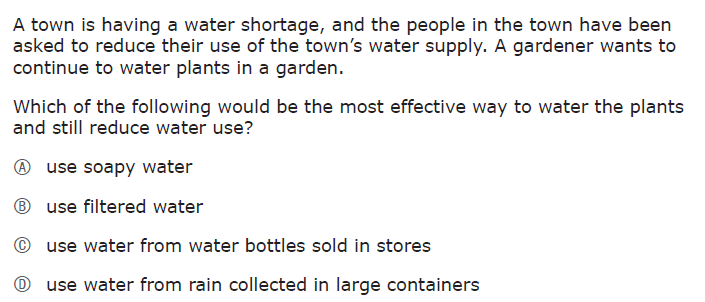 A town is having a water shortage, and the people in the town have been
asked to reduce their use of the town’s water supply. A gardener wants to
continue to water plants in a garden.
Which of the following would be the most effective way to water the plants
and still reduce water use?
Ⓐ use soapy water
Ⓑ use filtered water
Ⓒ use water from water bottles sold in stores
Ⓓ use water from rain collected in large containers